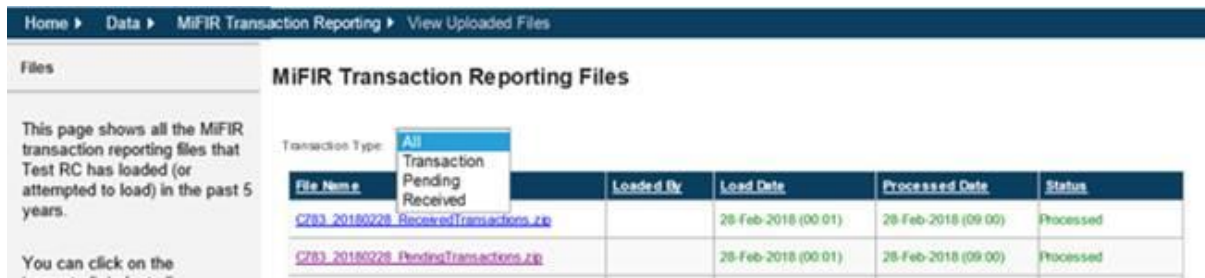 Home Data MiFIR Transaction Reporting View Uploaded Files
Files
This page shows all the MiFIR
transaction reporting files that
Test RC has loaded (or
attempted to load) in the past 5
years.
You can click on the
MiFIR Transaction Reporting Files
Transaction Type:
All
Transaction
Pending
Received
File Name Loaded By Load Date Processed Date Status
CZ83_20180228_ReceivedTransactions.zip 28-Feb-2018 (00:01) 28-Feb-2018 (09:00) Processed
CZ83_20180228_PendingTransactions.zip 28-Feb-2018 (00:01) 28-Feb-2018 (09:00) Processed